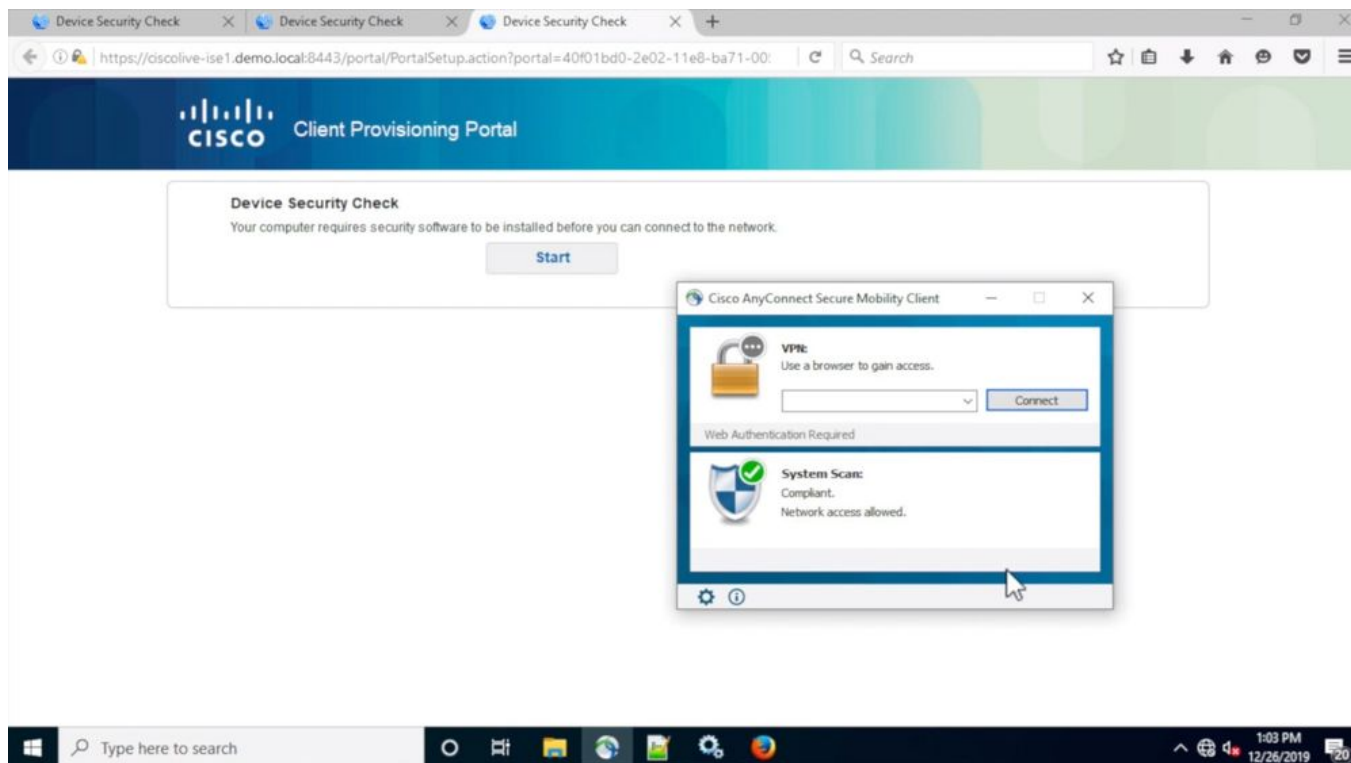 Device Security Check
Device Security Check
Device Security Check
https://ciscolive-ise1.demo.local:8443/portal/PortalSetup.action?portal=40f01bd0-2e02-11e8-ba71-00
Search
CISCO
Client Provisioning Portal
Device Security Check
Your computer requires security software to be installed before you can connect to the network.
Start
Cisco AnyConnect Secure Mobility Client
VPN:
Use a browser to gain access.
Connect
Web Authentication Required
System Scan:
Compliant.
Network access allowed.
Type here to search
1:03 PM
12/26/2019
20